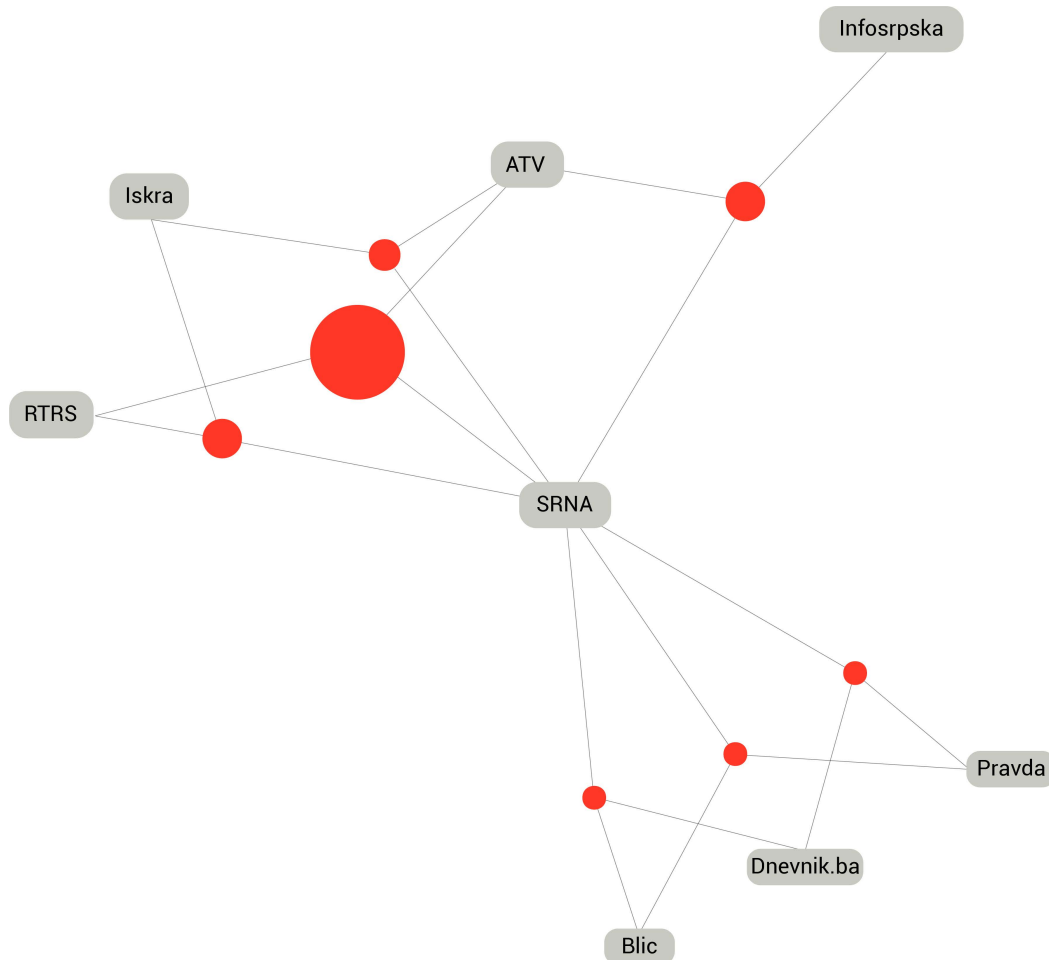 Infosrpska
ATV
Iskra
RTRS
SRNA
Pravda
Dnevnik.ba
Blic